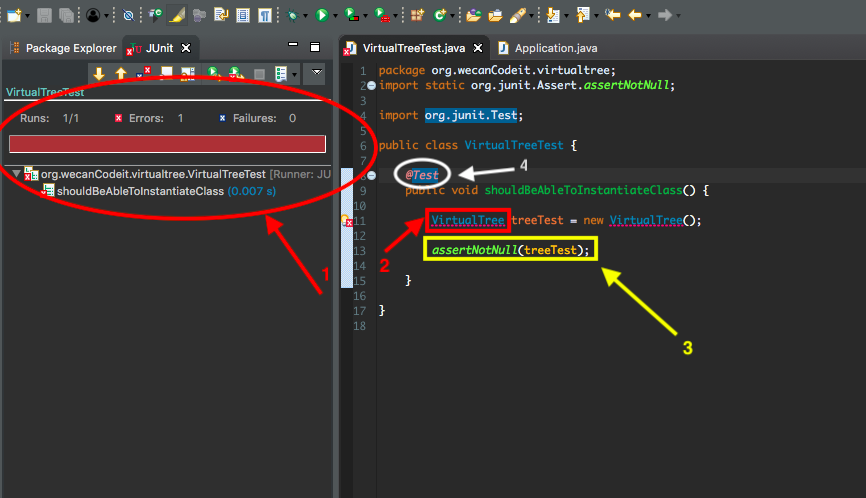 Package Explorer JUnit
VirtualTreeTest
Runs: 1/1 Errors: 1 Failures: 0
org.wecanCodeit.virtualtree.VirtualTreeTest [Runner: JU
shouldBeAbleToInstantiateClass (0.007 s)
1
VirtualTreeTest.java Application.java
1 package org.wecanCodeit.virtualtree;
2 import static org.junit.Assert.assertNotNull;
3
4 import org.junit.Test;
5
6 public class VirtualTreeTest {
7
8 @Test 4
9 public void shouldBeAbleToInstantiateClass() {
10
11 VirtualTree treeTest = new VirtualTree();
12
2
13 assertNotNull(treeTest);
14
15 }
16
17 }
18
3